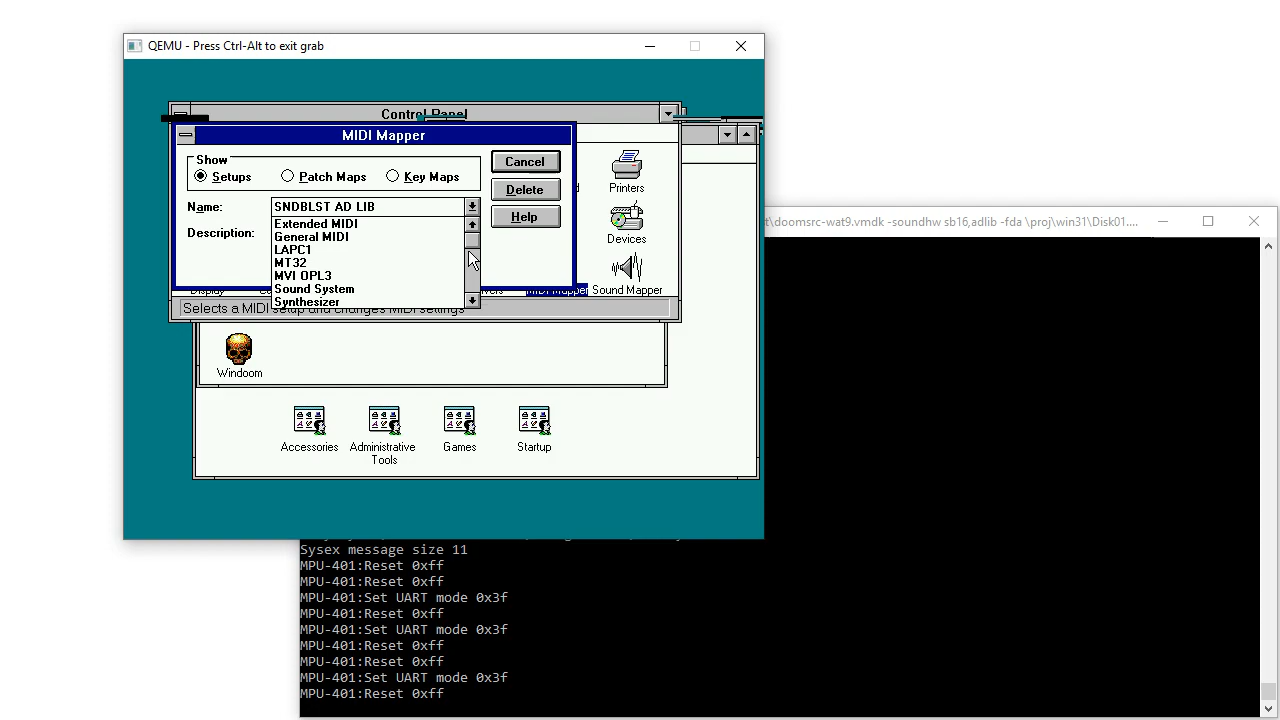 QEMU - Press Ctrl-Alt to exit grab
Control Panel
MIDI Mapper
Show
Setups
Patch Maps
Key Maps
Cancel
Delete
Help
Name:
SNDBLST AD LIB
Description:
Extended MIDI
General MIDI
LAPC1
MT32
MVI OPL3
Sound System
Synthesizer
Printers
Devices
MIDI Mapper
Sound Mapper
Selects a MIDI setup and changes MIDI settings
Windoom
Accessories
Administrative
Tools
Games
Startup
t\doomsrc-wat9.vmdk -soundhw sb16,adlib -fda \proj\win31\Disk01....
Sysex message size 11
MPU-401:Reset 0xff
MPU-401:Reset 0xff
MPU-401:Set UART mode 0x3f
MPU-401:Reset 0xff
MPU-401:Set UART mode 0x3f
MPU-401:Reset 0xff
MPU-401:Reset 0xff
MPU-401:Set UART mode 0x3f
MPU-401:Reset 0xff